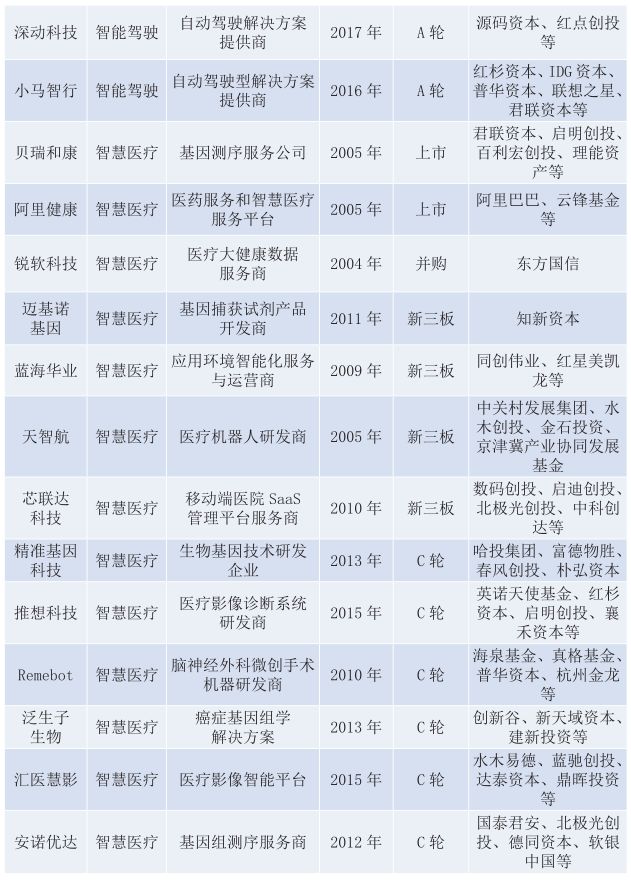 深动科技 智能驾驶 自动驾驶解决方案 2017 年 A 轮 源码资本、红点创投
提供商 等
小马智行 智能驾驶 自动驾驶型解决方案 2016 年 A 轮 红杉资本、IDG 资本、
提供商 普华资本、联想之星、
君联资本等
贝瑞和康 智慧医疗 基因测序服务公司 2005 年 上市 君联资本、启明创投、
百利宏创投、理能资
产等
阿里健康 智慧医疗 医药服务和智慧医疗 2005 年 上市 阿里巴巴、云锋基金
服务平台 等
锐软科技 智慧医疗 医疗大健康数据 2004 年 并购 东方国信
服务商
迈基诺 智慧医疗 基因捕获试剂产品 2011 年 新三板 知新资本
基因 开发商
蓝海华业 智慧医疗 应用环境智能化服务 2009 年 新三板 同创伟业、红星美凯
与运营商 龙等
天智航 智慧医疗 医疗机器人研发商 2005 年 新三板 中关村发展集团、水
木创投、金石投资、
京津冀产业协同发展
基金
芯联达 智慧医疗 移动端医院 SaaS 2010 年 新三板 数码创投、启迪创投、
科技 管理平台服务商 北极光创投、中科创
达等
精准基因 智慧医疗 生物基因技术研发 2013 年 C 轮 哈投集团、富德物胜、
科技 企业 春风创投、朴弘资本
推想科技 智慧医疗 医疗影像诊断系统 2015 年 C 轮 英诺天使基金、红杉
研发商 资本、启明创投、襄
禾资本等
Remebot 智慧医疗 脑神经外科微创手术 2010 年 C 轮 海泉基金、真格基金、
机器研发商 普华资本、杭州金龙
等
泛生子 智慧医疗 癌症基因组学 2013 年 C 轮 创新谷、新天域资本、
生物 解决方案 建新投资等
汇医慧影 智慧医疗 医疗影像智能平台 2015 年 C 轮 水木易德、蓝驰创投、
达泰资本、鼎晖投资
等
安诺优达 智慧医疗 基因组测序服务商 2012 年 C 轮 国泰君安、北极光创
投、德同资本、软银
中国等